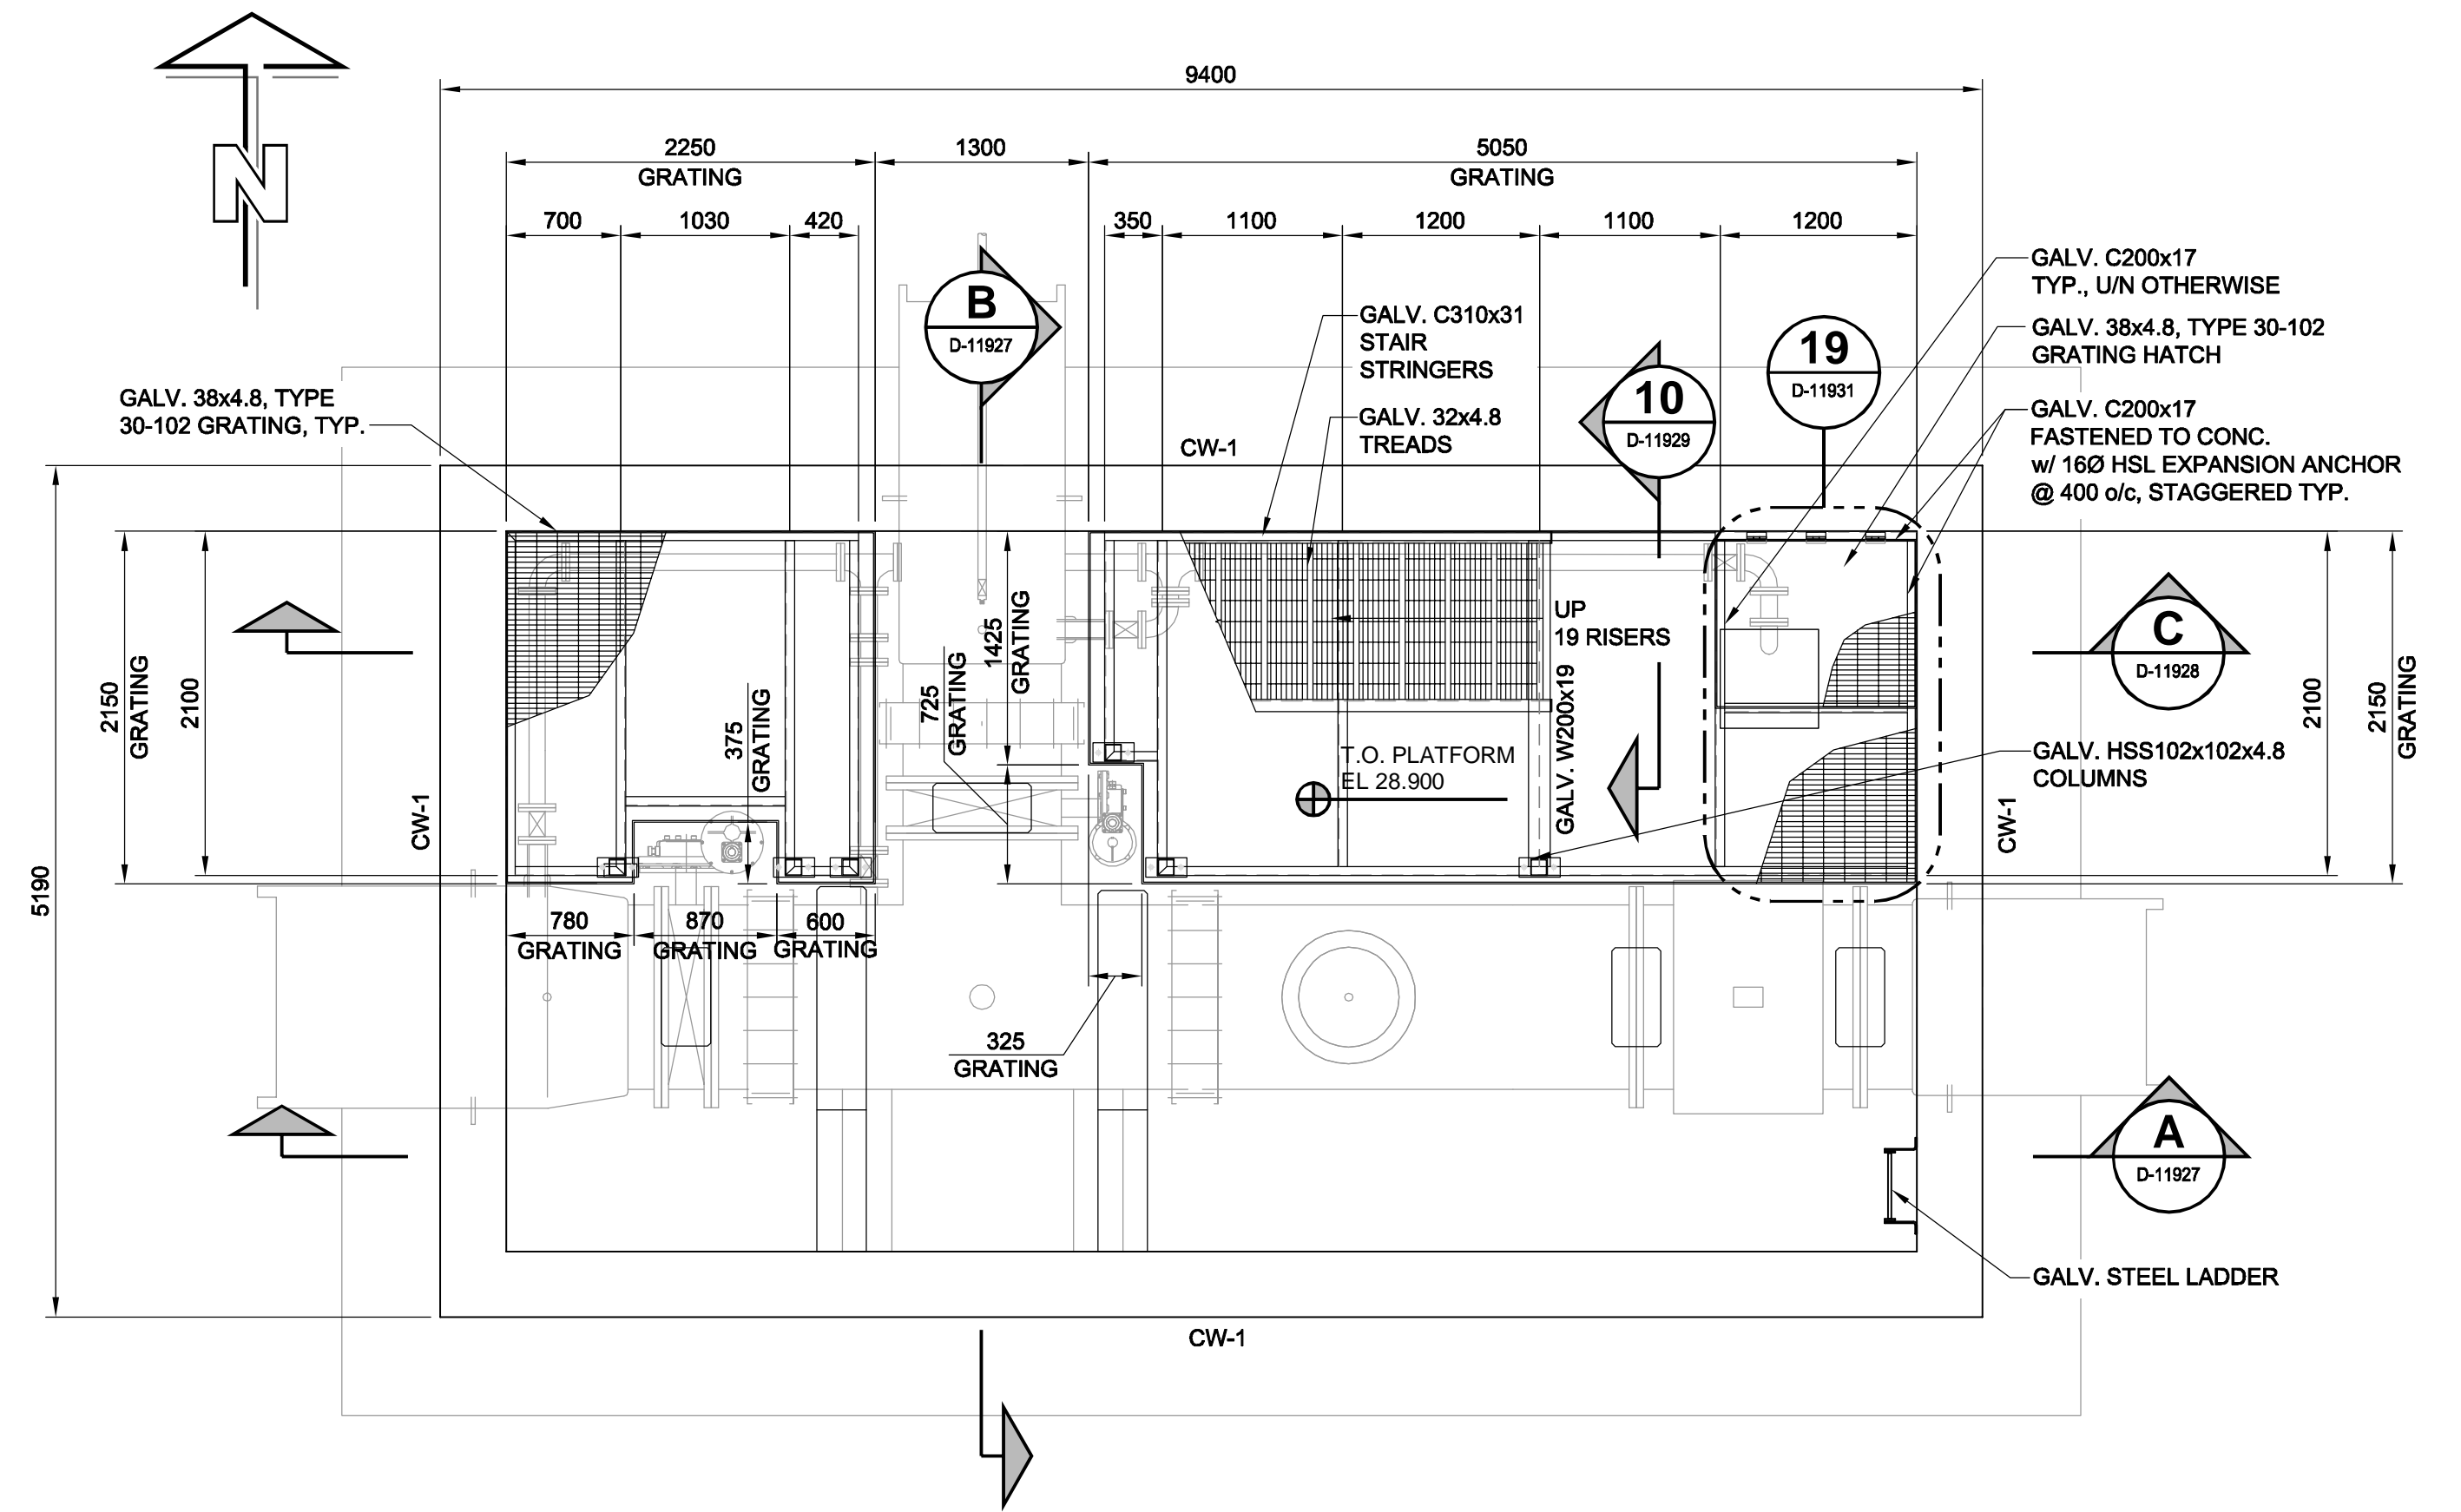 N
9400
2250
GRATING
1300
5050
GRATING
700
1030
420
350
1100
1200
1100
1200
B
D-11927
GALV. C310x31
STAIR
STRINGERS
GALV. 32x4.8
TREADS
10
D-11929
19
D-11931
GALV. C200x17
TYP., U/N OTHERWISE
GALV. 38x4.8, TYPE 30-102
GRATING HATCH
GALV. C200x17
FASTENED TO CONC.
w/ 16Ø HSL EXPANSION ANCHOR
@ 400 o/c, STAGGERED TYP.
GALV. 38x4.8, TYPE
30-102 GRATING, TYP.
CW-1
2150
GRATING
2100
375
GRATING
725
GRATING
1425
GRATING
UP
19 RISERS
GALV. W200x19
T.O. PLATFORM
EL 28.900
C
D-11928
2100
2150
GRATING
GALV. HSS102x102x4.8
COLUMNS
CW-1
CW-1
5190
780
GRATING
870
GRATING
600
GRATING
325
GRATING
A
D-11927
GALV. STEEL LADDER
CW-1